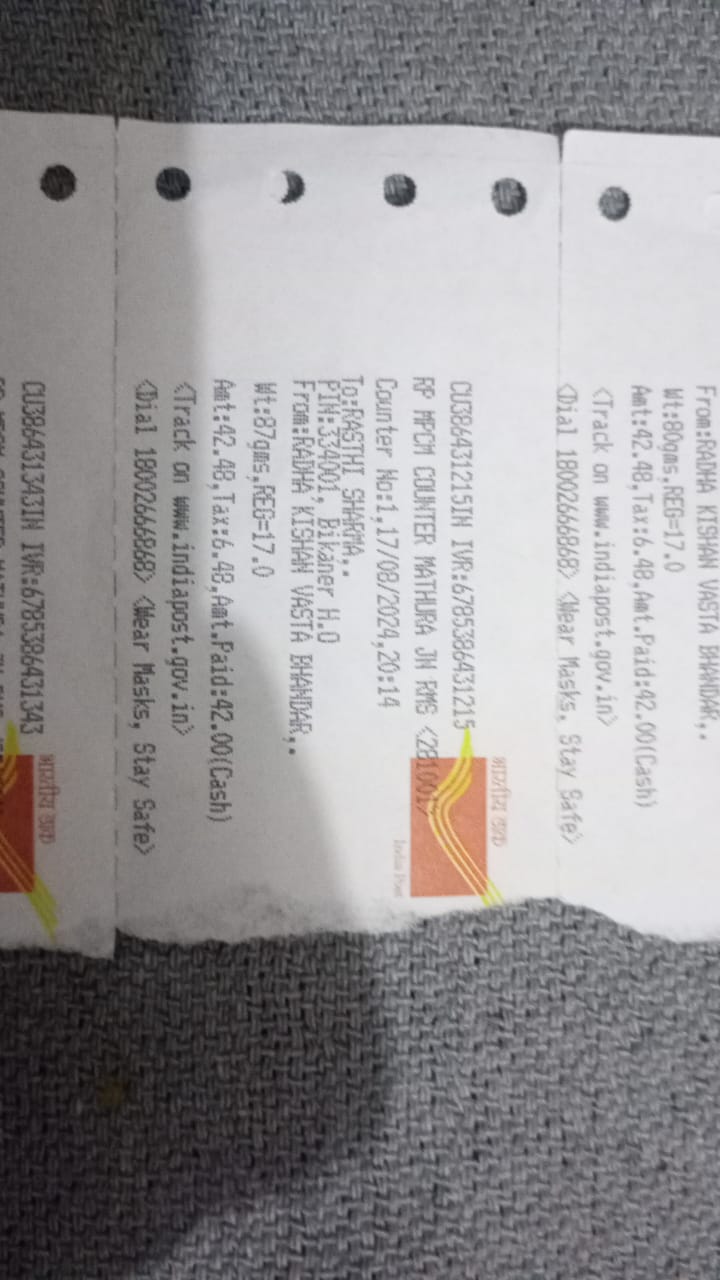 From:RADHA KISHAN VASTA BHANDAR,.
Wt:80gms,REG=17.0
Amt:42.48,Tax:6.48,Amt.Paid:42.00(Cash)
<Track on www.indiapost.gov.in>
<Dial 18002666868> <Wear Masks, Stay Safe>
भारतीय डाक
India Post
CU386431215IN IVR:6785386431215
RP MPCM COUNTER MATHURA JN RMS <281001>
Counter No:1,17/08/2024,20:14
To:RASTHI SHARMA,.
PIN:334001, Bikaner H.O
From:RADHA KISHAN VASTA BHANDAR,.
Wt:87gms,REG=17.0
Amt:42.48,Tax:6.48,Amt.Paid:42.00(Cash)
<Track on www.indiapost.gov.in>
<Dial 18002666868> <Wear Masks, Stay Safe>
भारतीय डाक
CU386431343IN IVR:6785386431343